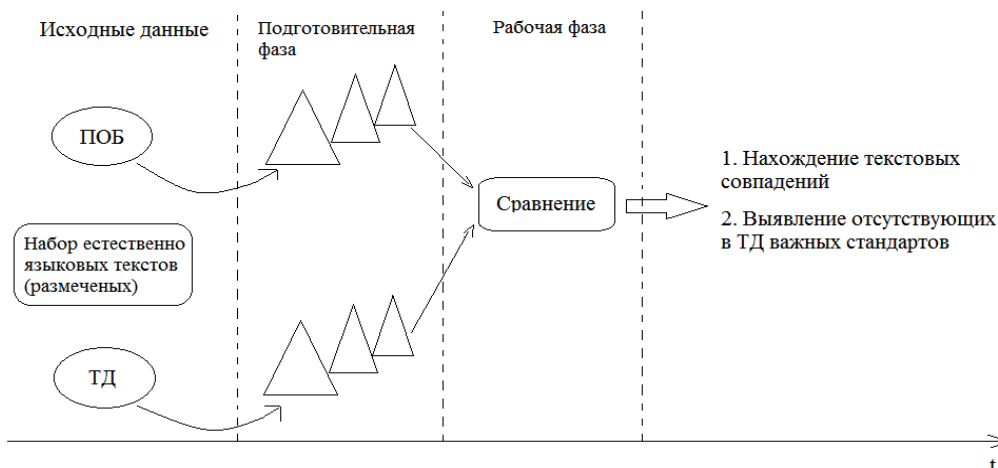 Исходные данные
Подготовительная
фаза
Рабочая фаза
ПОБ
Набор естественно
языковых текстов
(размеченых)
ТД
Сравнение
1. Нахождение текстовых
совпадений
2. Выявление отсутствующих
в ТД важных стандартов
t